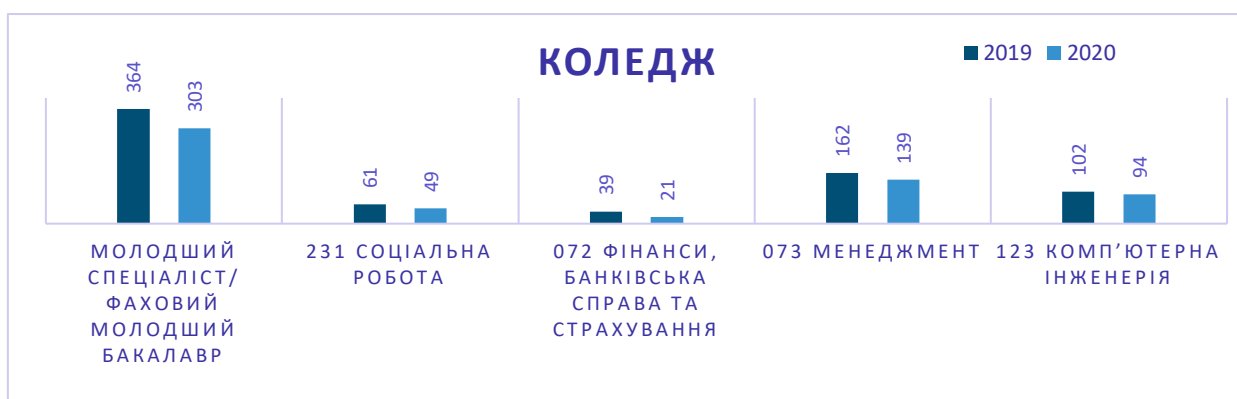 КОЛЕДЖ
2019 2020
364
303
61
49
39
21
162
139
102
94
МОЛОДШИЙ
СПЕЦІАЛІСТ/
ФАХОВИЙ
МОЛОДШИЙ
БАКАЛАВР
231 СОЦІАЛЬНА
РОБОТА
072 ФІНАНСИ,
БАНКІВСЬКА
СПРАВА ТА
СТРАХУВАННЯ
073 МЕНЕДЖМЕНТ
123 КОМП’ЮТЕРНА
ІНЖЕНЕРІЯ